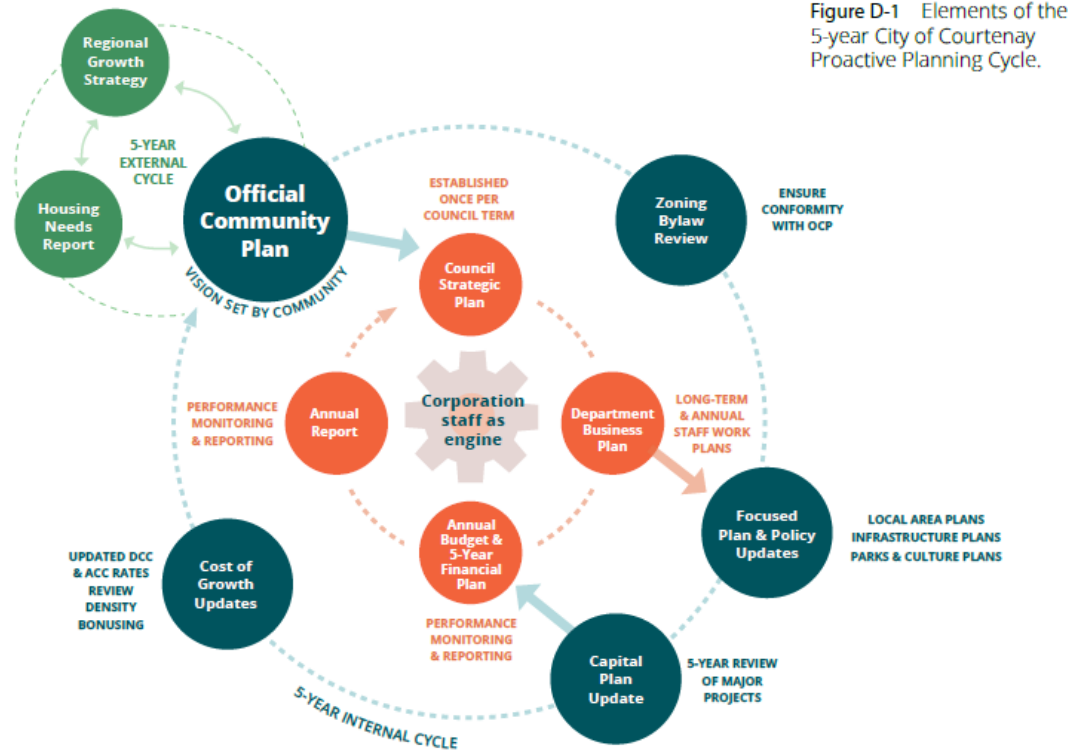 Figure D-1 Elements of the
5-year City of Courtenay
Proactive Planning Cycle.
Regional
Growth
Strategy
5-YEAR
EXTERNAL
CYCLE
Housing
Needs
Report
Official
Community
Plan
VISION SET BY COMMUNITY
ESTABLISHED
ONCE PER
COUNCIL TERM
Council
Strategic
Plan
Zoning
Bylaw
Review
ENSURE
CONFORMITY
WITH OCP
PERFORMANCE
MONITORING
& REPORTING
Annual
Report
Corporation
staff as
engine
Department
Business
Plan
LONG-TERM
& ANNUAL
STAFF WORK
PLANS
Focused
Plan & Policy
Updates
LOCAL AREA PLANS
INFRASTRUCTURE PLANS
PARKS & CULTURE PLANS
Annual
Budget &
5-Year
Financial
Plan
PERFORMANCE
MONITORING
& REPORTING
UPDATED DCC
& ACC RATES
REVIEW
DENSITY
BONUSING
Cost of
Growth
Updates
Capital
Plan
Update
5-YEAR REVIEW
OF MAJOR
PROJECTS
5-YEAR INTERNAL CYCLE